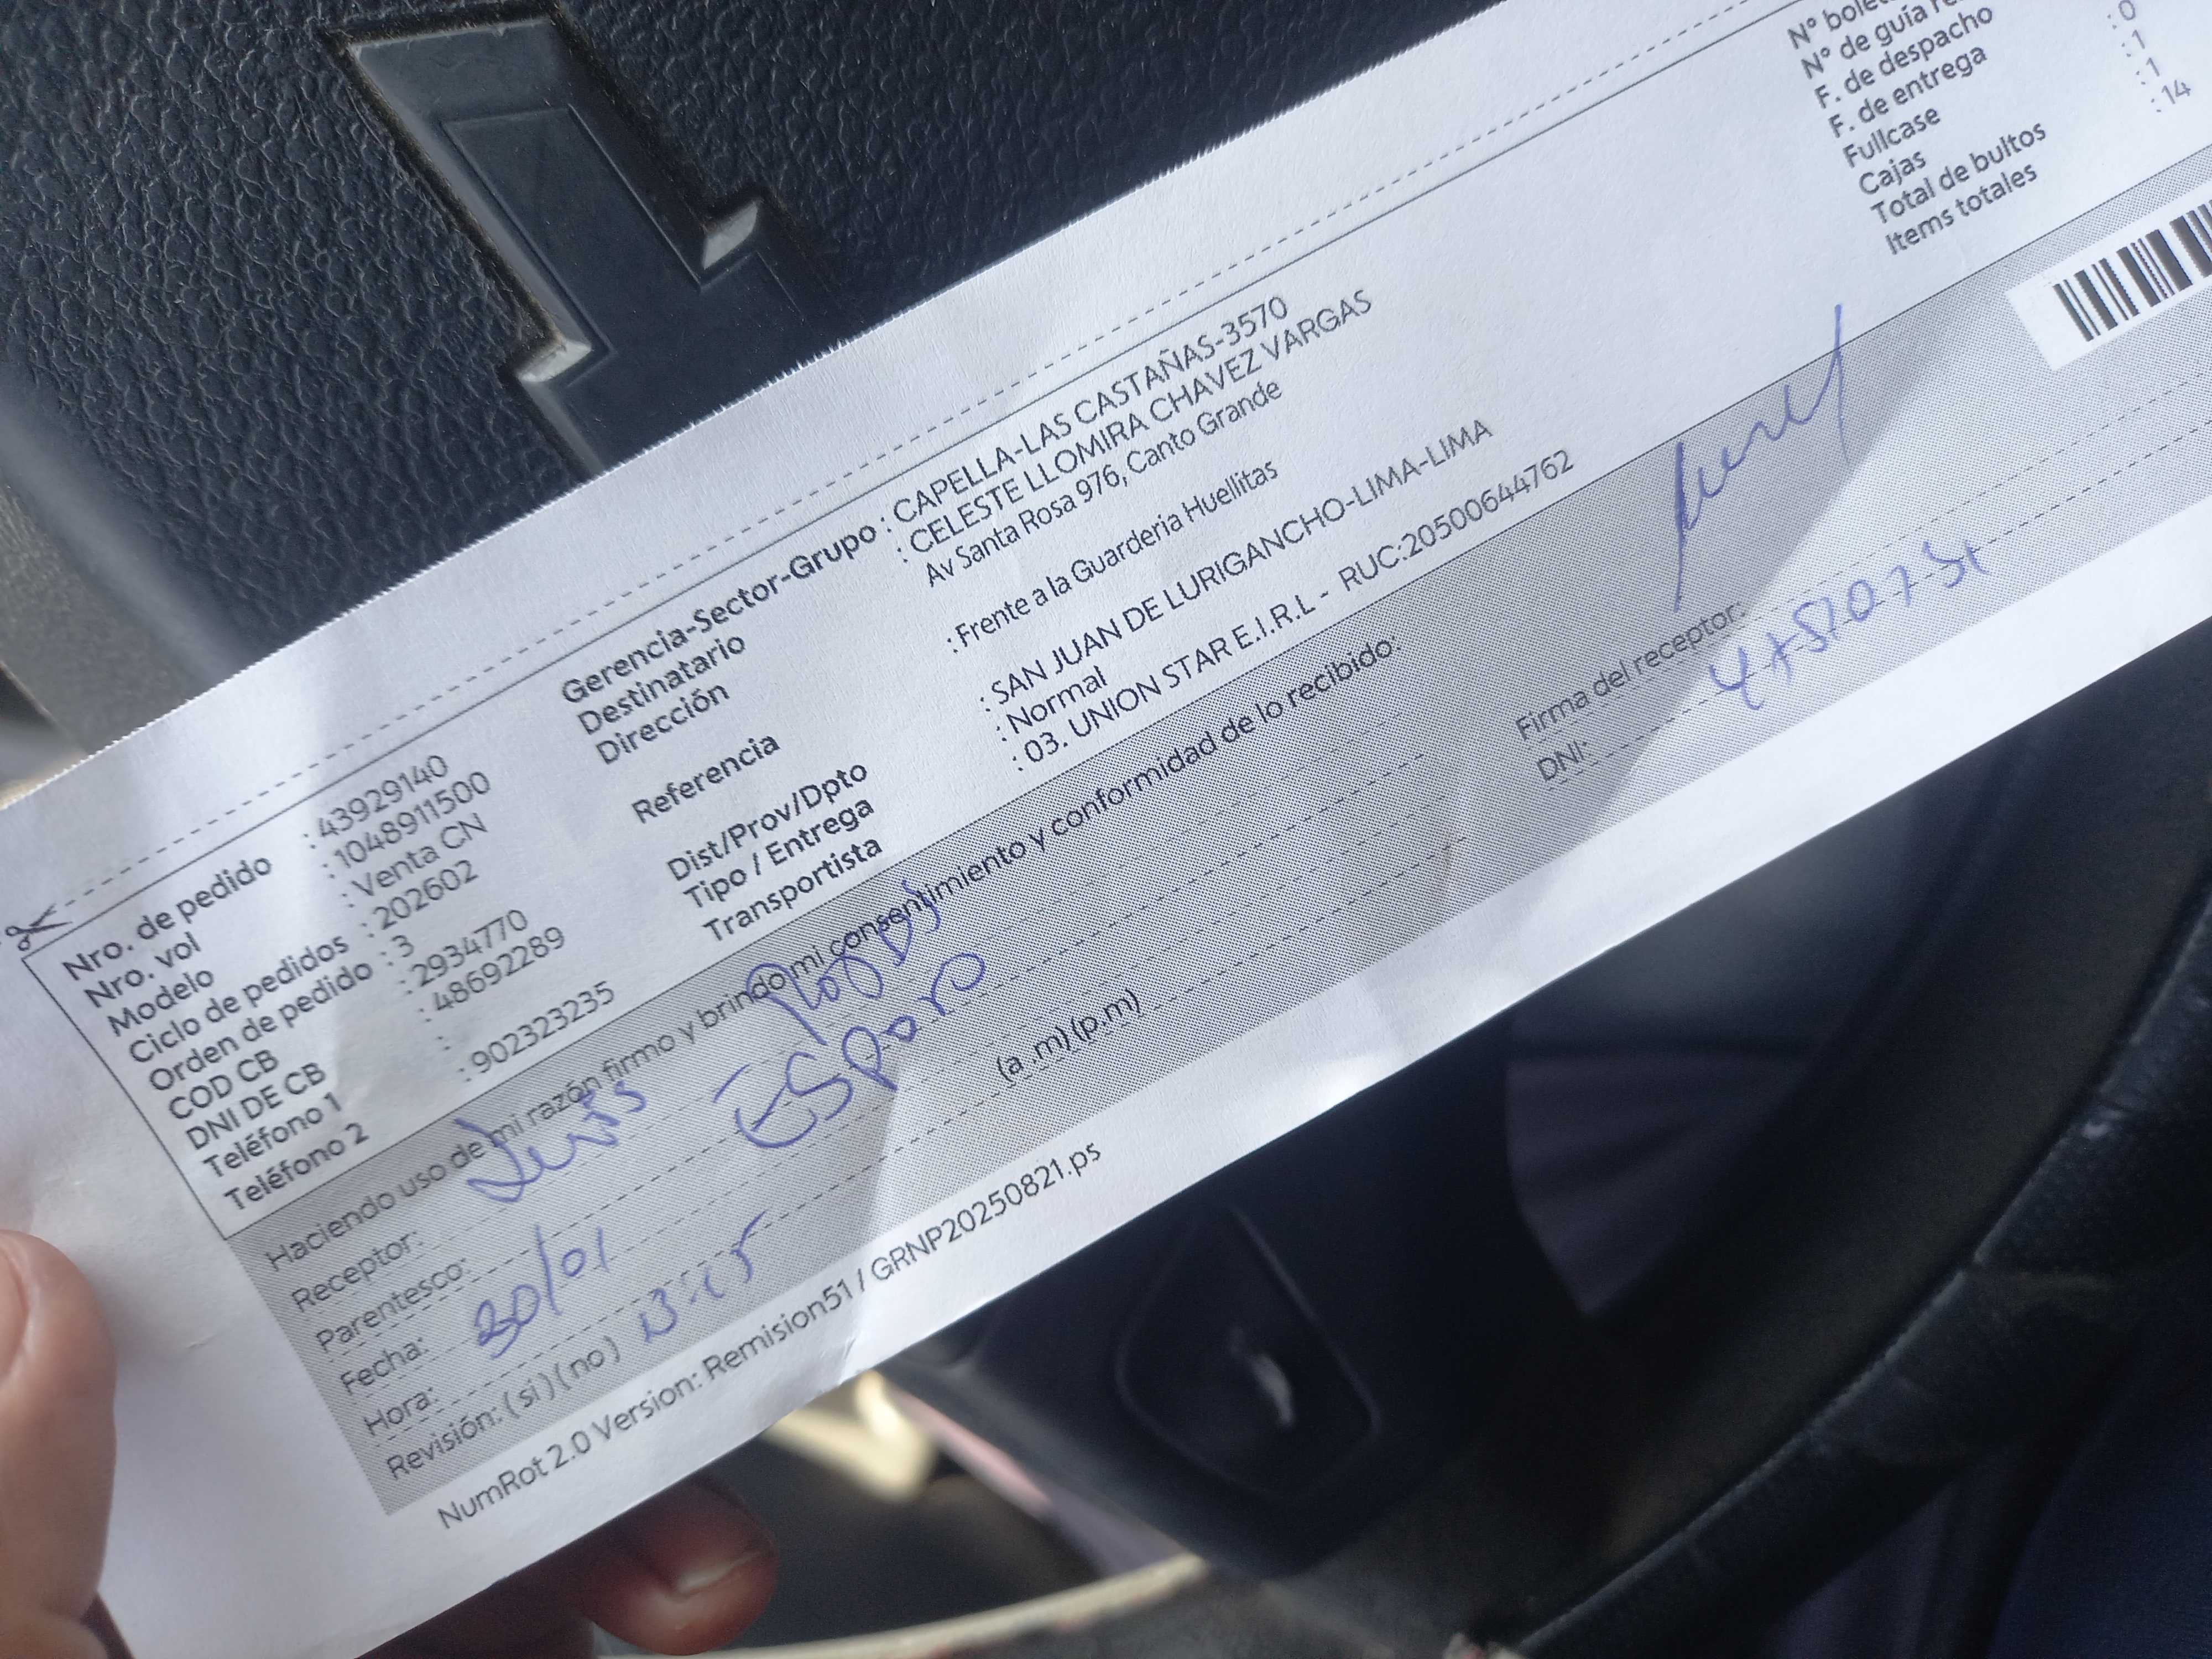 Nro. de pedido : 43929140
Nro. vol : 1048911500
Modelo : Venta CN
Ciclo de pedidos : 202602
Orden de pedido : 3
COD CB : 2934770
DNI DE CB : 48692289
Teléfono 1 :
Teléfono 2 : 902323235
Gerencia-Sector-Grupo : CAPELLA-LAS CASTAÑAS-3570
Destinatario : CELESTE LLOMIRA CHAVEZ VARGAS
Dirección Av Santa Rosa 976, Canto Grande
Referencia : Frente a la Guarderia Huellitas
Dist/Prov/Dpto : SAN JUAN DE LURIGANCHO-LIMA-LIMA
Tipo / Entrega : Normal
Transportista : 03. UNION STAR E.I.R.L - RUC:20500644762
N° de guía
F. de despacho
F. de entrega
Fullcase : 0
Cajas : 1
Total de bultos : 1
Items totales : 14
Haciendo uso de mi razón firmo y brindo mi consentimiento y conformidad de lo recibido:
Receptor: Luis
Parentesco: ESPOSO
Fecha: 30/01
Hora: 13:15 (a.m) (p.m)
Revisión: (si) (no)
Firma del receptor:
DNI:
NumRot 2.0 Version: Remision51 / GRNP20250821.ps